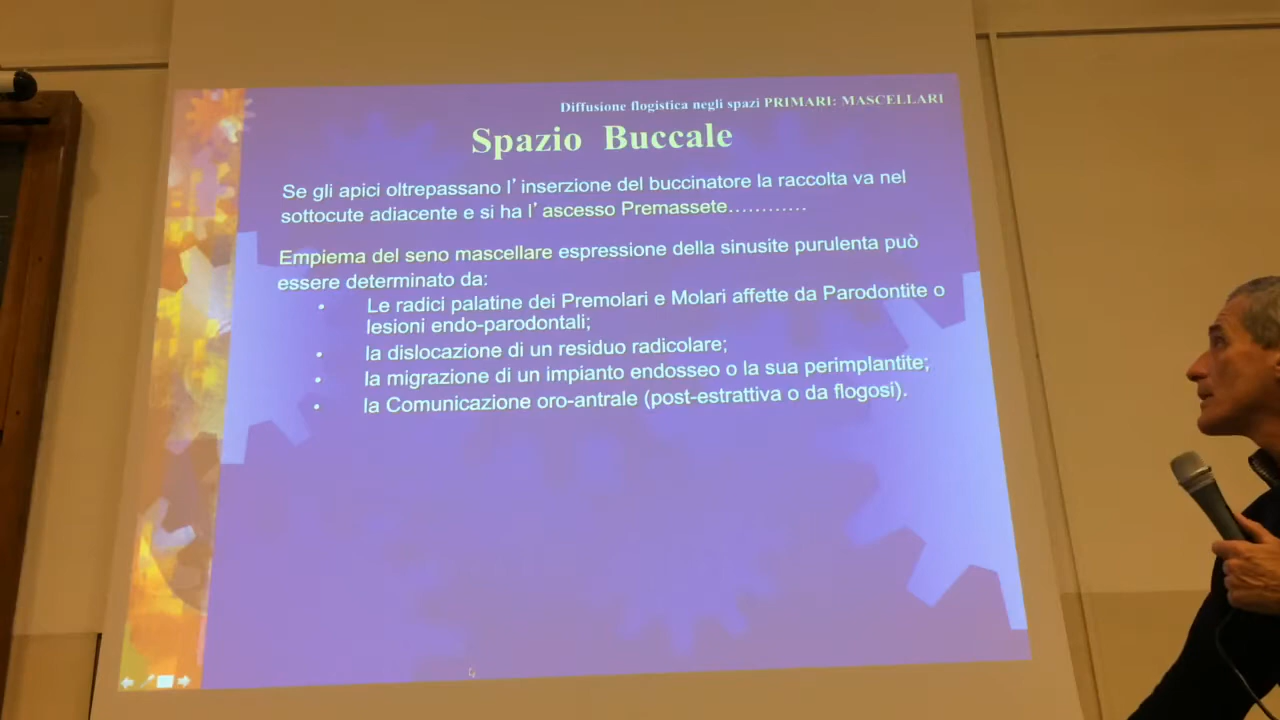 Diffusione flogistica negli spazi PRIMARI: MASCELLARI
Spazio Buccale
Se gli apici oltrepassano l’ inserzione del buccinatore la raccolta va nel
sottocute adiacente e si ha l’ ascesso Premassete…………
Empiema del seno mascellare espressione della sinusite purulenta può
essere determinato da:
• Le radici palatine dei Premolari e Molari affette da Parodontite o
lesioni endo-parodontali;
• la dislocazione di un residuo radicolare;
• la migrazione di un impianto endosseo o la sua perimplantite;
• la Comunicazione oro-antrale (post-estrattiva o da flogosi).